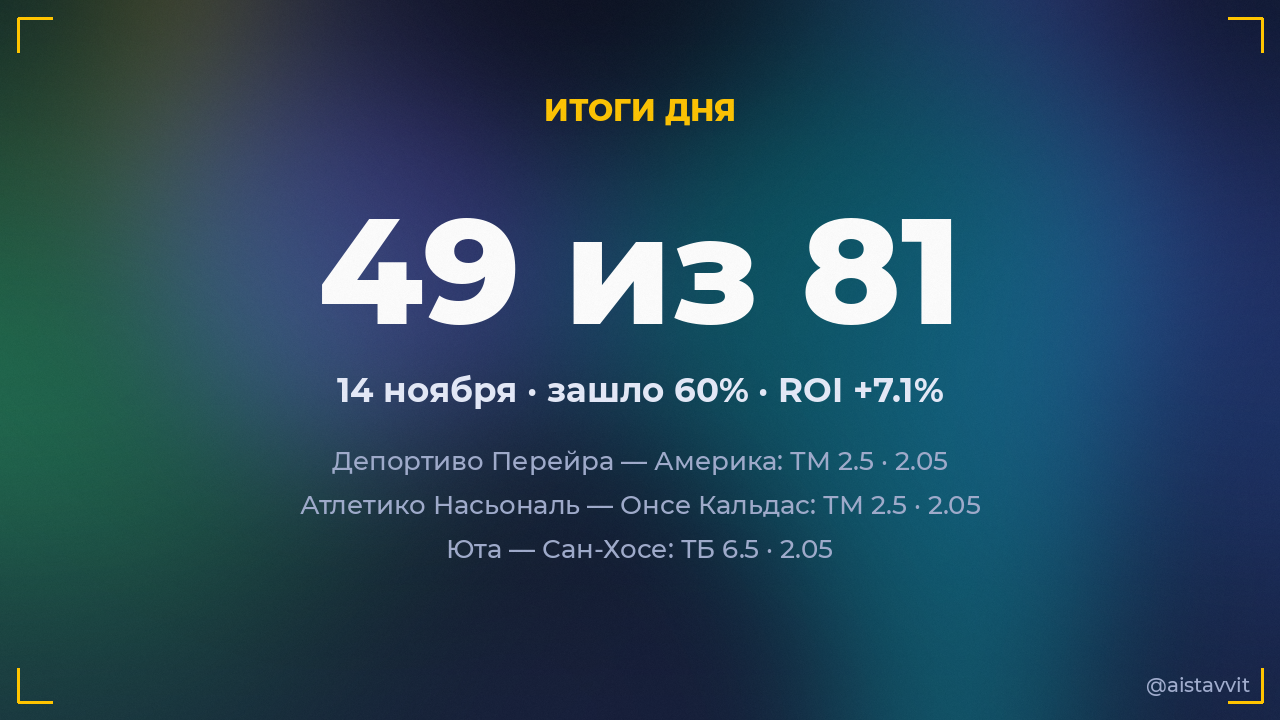 ИТОГИ ДНЯ
49 из 81
14 ноября · зашло 60% · ROI +7.1%
Депортиво Перейра — Америка: ТМ 2.5 · 2.05
Атлетико Насьональ — Онсе Кальдас: ТМ 2.5 · 2.05
Юта — Сан-Хосе: ТБ 6.5 · 2.05
@aistavvit